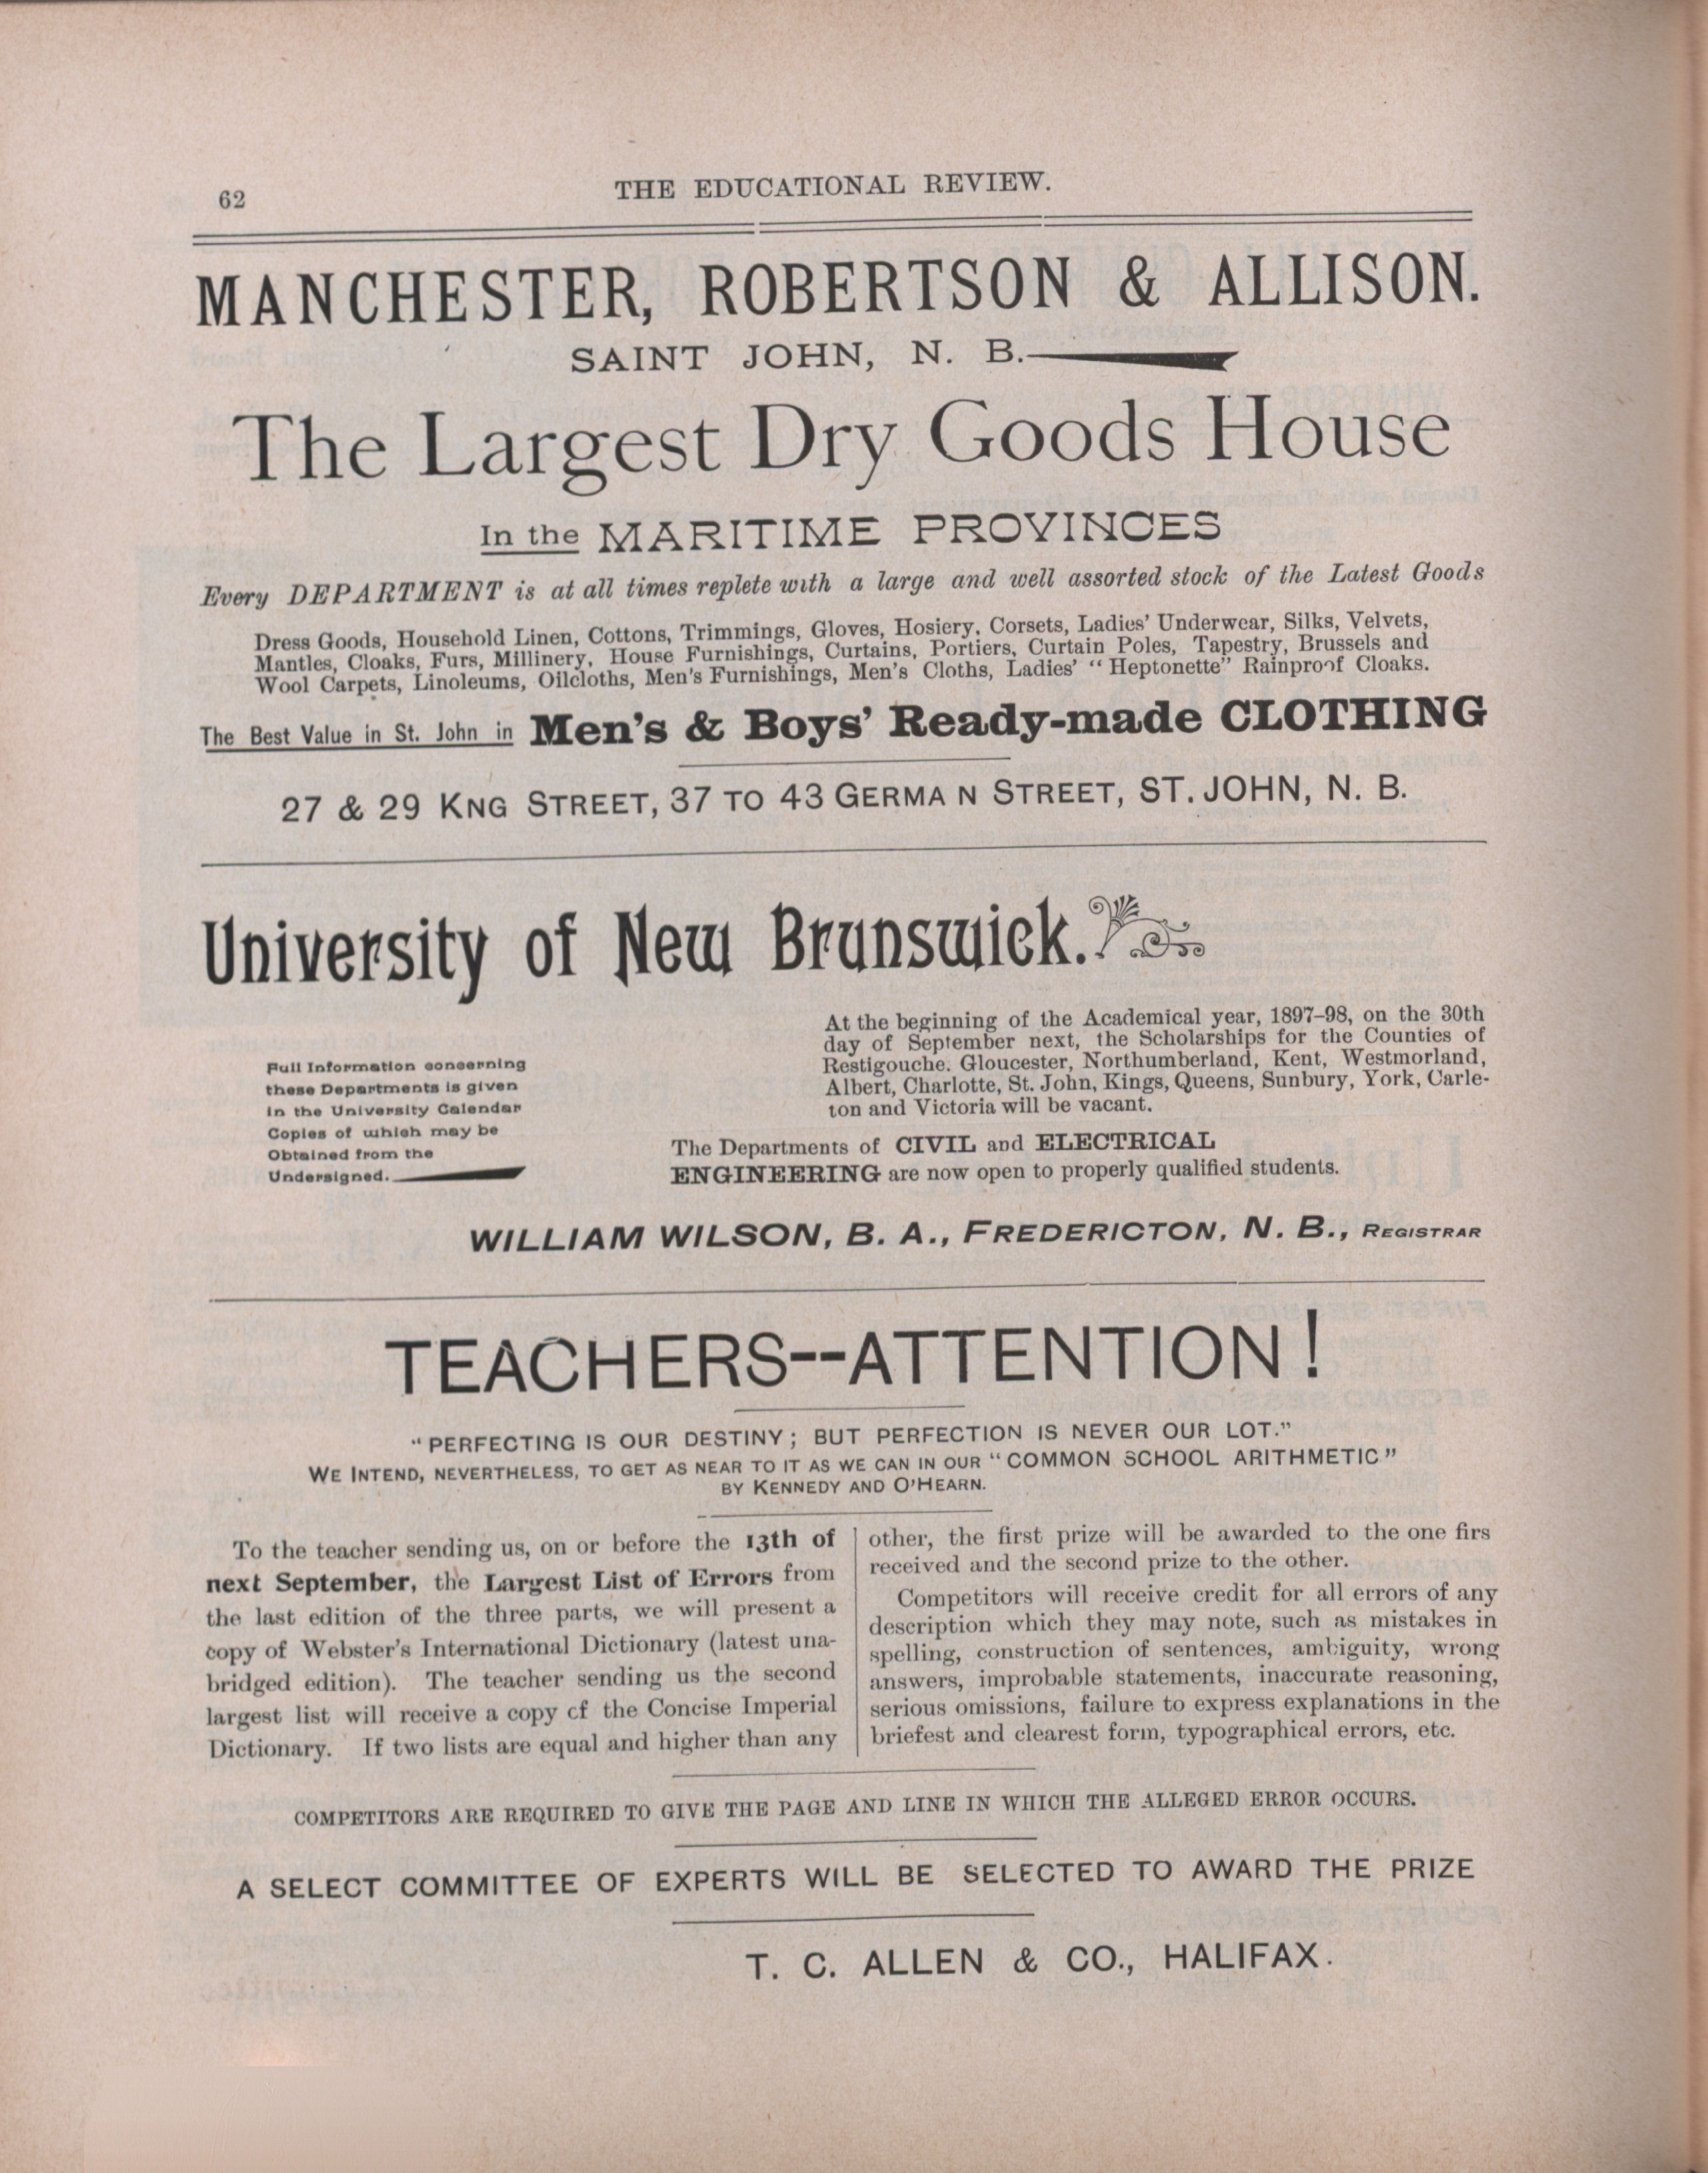 62
THE EDUCATIONAL REVIEW.
MANCHESTER, ROBERTSON & ALLISON.
SAINT JOHN, N. B.
The Largest Dry Goods House
In the MARITIME PROVINCES
Every DEPARTMENT is at all times replete with a large and well assorted stock of the Latest Goods
Dress Goods, Household Linen, Cottons, Trimmings, Gloves, Hosiery, Corsets, Ladies' Underwear, Silks, Velvets,
Mantles, Cloaks, Furs, Millinery, House Furnishings, Curtains, Portiers, Curtain Poles, Tapestry, Brussels and
Wool Carpets, Linoleums, Oilcloths, Men's Furnishings, Men's Cloths, Ladies' "Heptonette" Rainproof Cloaks.
The Best Value in St. John in Men's & Boys' Ready-made CLOTHING
27 & 29 KNG STREET, 37 TO 43 GERMA N STREET, ST. JOHN, N. B.
University of New Brunswick.
Full Information concerning
these Departments is given
in the University Calendar
Copies of which may be
Obtained from the
Undersigned.
At the beginning of the Academical year, 1897-98, on the 30th
day of September next, the Scholarships for the Counties of
Restigouche. Gloucester, Northumberland, Kent, Westmorland,
Albert, Charlotte, St. John, Kings, Queens, Sunbury, York, Carle-
ton and Victoria will be vacant.
The Departments of CIVIL and ELECTRICAL
ENGINEERING are now open to properly qualified students.
WILLIAM WILSON, B. A., FREDERICTON, N. B., REGISTRAR
TEACHERS--ATTENTION!
"PERFECTING IS OUR DESTINY; BUT PERFECTION IS NEVER OUR LOT."
WE INTEND, NEVERTHELESS, TO GET AS NEAR TO IT AS WE CAN IN OUR "COMMON SCHOOL ARITHMETIC"
BY KENNEDY AND O'HEARN.
To the teacher sending us, on or before the 13th of
next September, the Largest List of Errors from
the last edition of the three parts, we will present a
copy of Webster's International Dictionary (latest una-
bridged edition). The teacher sending us the second
largest list will receive a copy of the Concise Imperial
Dictionary. If two lists are equal and higher than any
other, the first prize will be awarded to the one firs
received and the second prize to the other.
Competitors will receive credit for all errors of any
description which they may note, such as mistakes in
spelling, construction of sentences, ambiguity, wrong
answers, improbable statements, inaccurate reasoning,
serious omissions, failure to express explanations in the
briefest and clearest form, typographical errors, etc.
COMPETITORS ARE REQUIRED TO GIVE THE PAGE AND LINE IN WHICH THE ALLEGED ERROR OCCURS.
A SELECT COMMITTEE OF EXPERTS WILL BE SELECTED TO AWARD THE PRIZE
T. C. ALLEN & CO., HALIFAX.